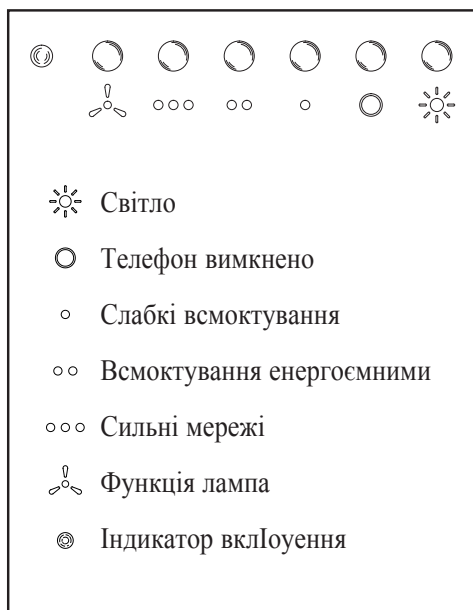 Світло
Телефон вимкнено
Слабкі всмоктування
Всмоктування енергоємними
Сильні мережі
Функція лампа
Індикатор вклІоуення